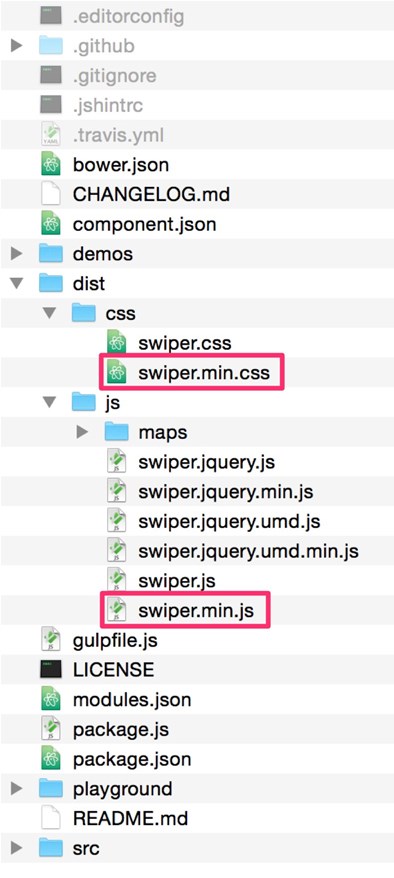 .editorconfig
.github
.gitignore
.jshintrc
.travis.yml
bower.json
CHANGELOG.md
component.json
demos
dist
css
swiper.css
swiper.min.css
js
maps
swiper.jquery.js
swiper.jquery.min.js
swiper.jquery.umd.js
swiper.jquery.umd.min.js
swiper.js
swiper.min.js
gulpfile.js
LICENSE
modules.json
package.js
package.json
playground
README.md
src